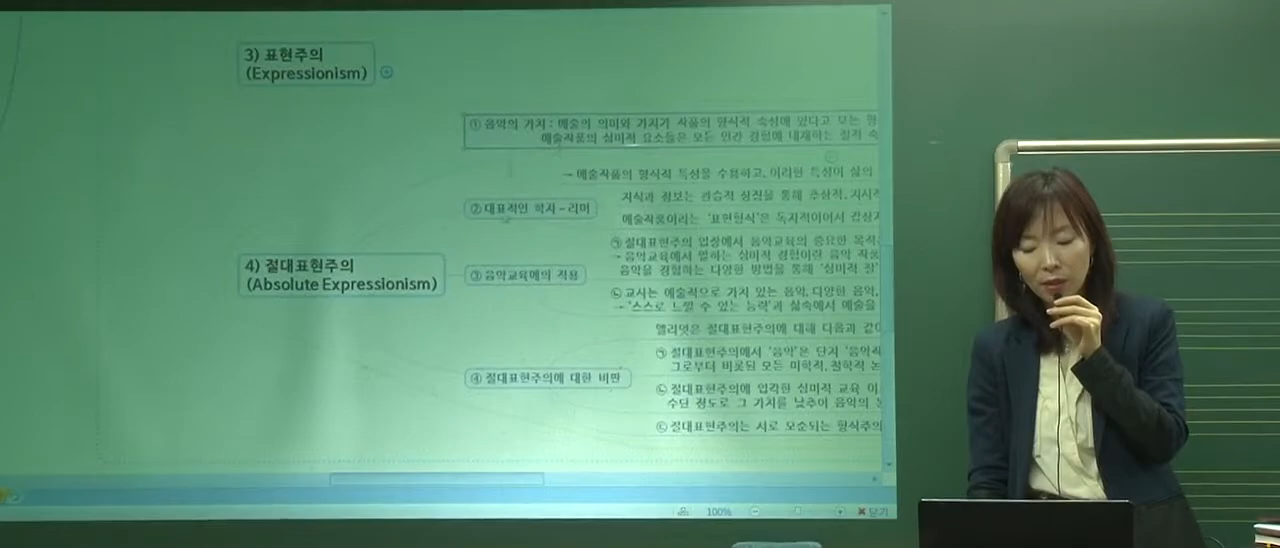 3) 표현주의
(Expressionism)
① 음악의 가치 : 예술의 의미와 가치가 작품의 형식적 속성에 있다고 보는 형
예술작품의 심미적 요소들은 모든 인간 경험에 내재하는 질적 속
→ 예술작품의 형식적 특성을 수용하고, 이러한 특성이 삶의
② 대표적인 학자 – 리머
지식과 정보는 관습적 상징을 통해 추상적, 지시적
예술작품이라는 '표현형식'은 독자적이어서 감상자
4) 절대표현주의
(Absolute Expressionism)
③ 음악교육에의 적용
㉠ 절대표현주의 입장에서 음악교육의 중요한 목적은
→ 음악교육에서 말하는 심미적 경험이란 음악 작품
음악을 경험하는 다양한 방법을 통해 '심미적 질'
㉡ 교사는 예술적으로 가치 있는 음악, 다양한 음악,
→ '스스로 느낄 수 있는 능력'과 삶속에서 예술을
④ 절대표현주의에 대한 비판
엘리엇은 절대표현주의에 대해 다음과 같이
㉠ 절대표현주의에서 '음악'은 단지 '음악작
그로부터 비롯된 모든 미학적, 철학적 논
㉡ 절대표현주의에 입각한 심미적 교육 이
수단 정도로 그 가치를 낮추어 음악의 본
㉢ 절대표현주의는 서로 모순되는 형식주의
100%
닫기